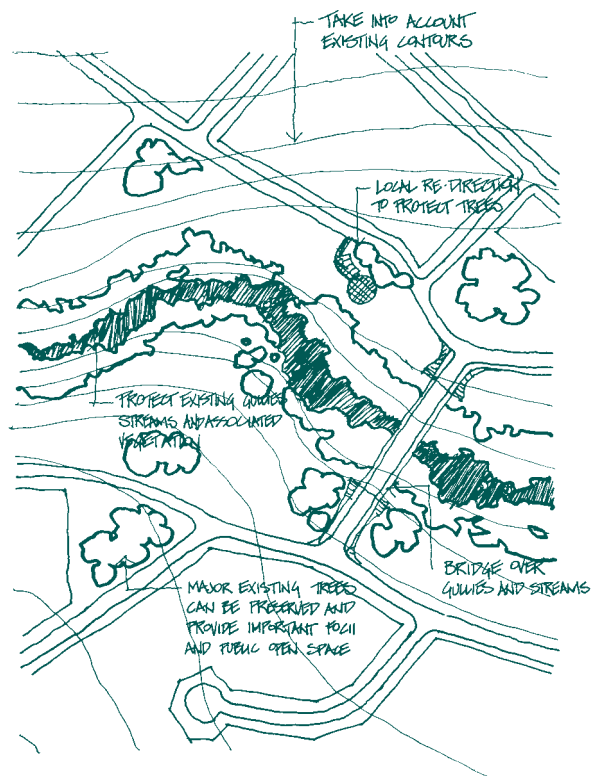 TAKE INTO ACCOUNT
EXISTING CONTOURS
LOCAL RE-DIRECTION
TO PROTECT TREES
PROTECT EXISTING GULLIES
STREAMS AND ASSOCIATED
VEGETATION
BRIDGE OVER
GULLIES AND STREAMS
MAJOR EXISTING TREES
CAN BE PRESERVED AND
PROVIDE IMPORTANT FOCII
AND PUBLIC OPEN SPACE